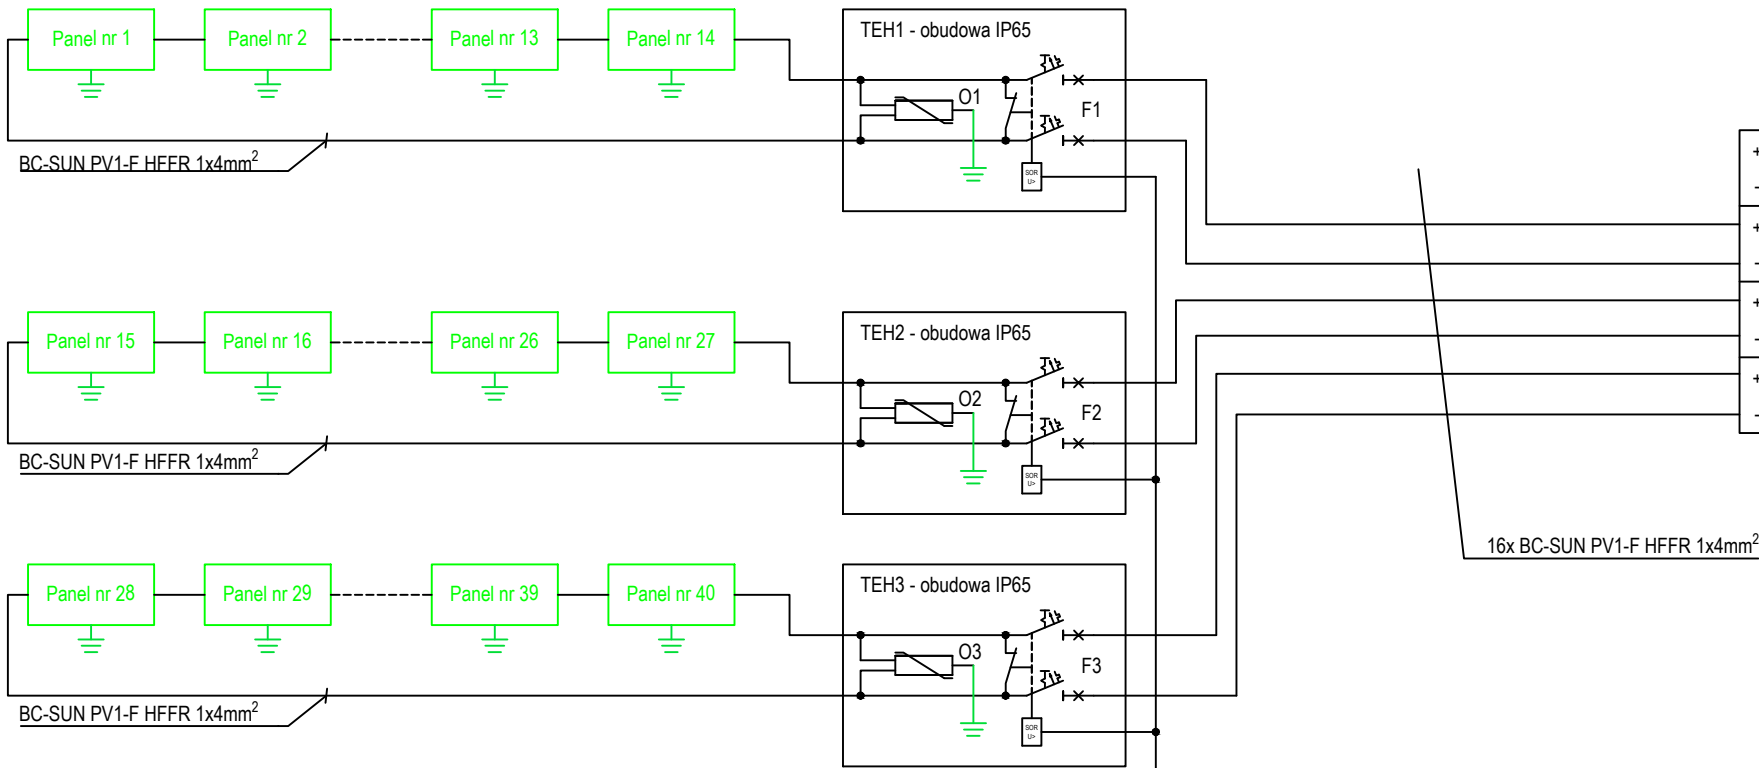 Panel nr 1
Panel nr 2
Panel nr 13
Panel nr 14
TEH1 - obudowa IP65
O1
F1
SOR
U>
BC-SUN PV1-F HFFR 1x4mm²
+
-
+
-
+
-
+
-
Panel nr 15
Panel nr 16
Panel nr 26
Panel nr 27
TEH2 - obudowa IP65
O2
F2
SOR
U>
BC-SUN PV1-F HFFR 1x4mm²
16x BC-SUN PV1-F HFFR 1x4mm²
Panel nr 28
Panel nr 29
Panel nr 39
Panel nr 40
TEH3 - obudowa IP65
O3
F3
SOR
U>
BC-SUN PV1-F HFFR 1x4mm²